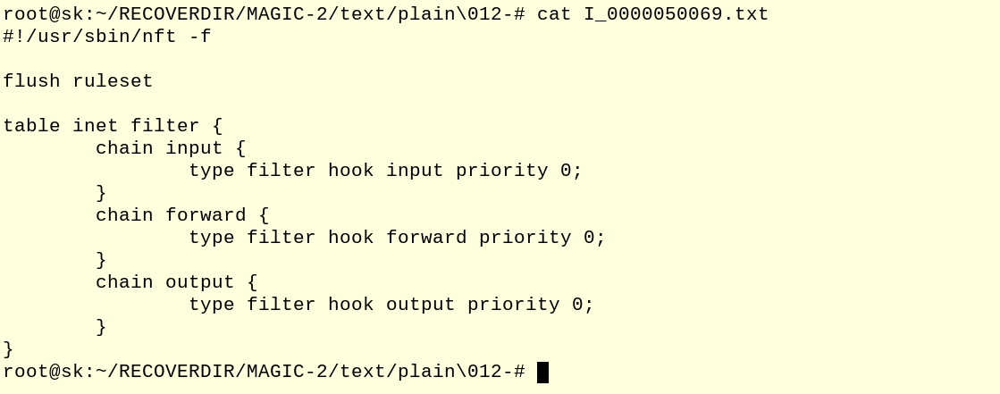 root@sk:~/RECOVERDIR/MAGIC-2/text/plain\012-# cat I_0000050069.txt
#!/usr/sbin/nft -f

flush ruleset

table inet filter {
        chain input {
                type filter hook input priority 0;
        }
        chain forward {
                type filter hook forward priority 0;
        }
        chain output {
                type filter hook output priority 0;
        }
}
root@sk:~/RECOVERDIR/MAGIC-2/text/plain\012-#